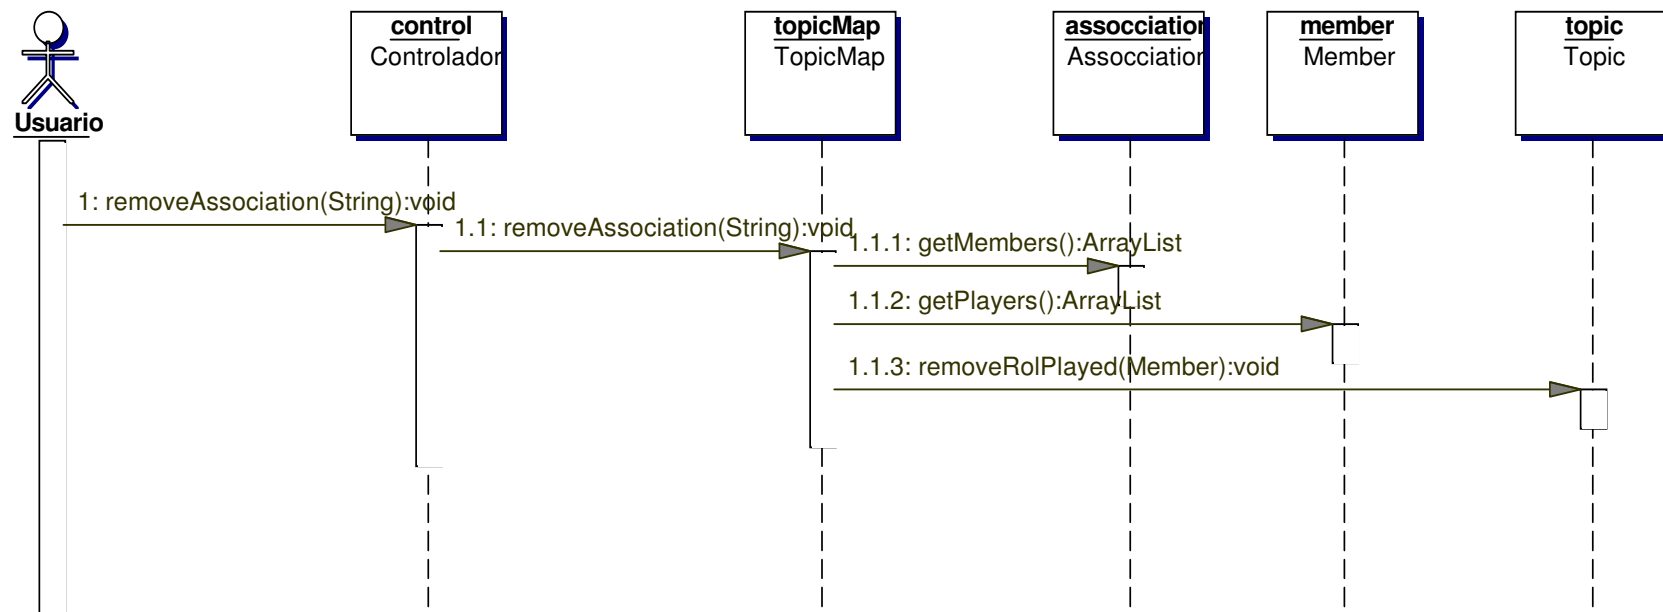 control
Controlador
topicMap
TopicMap
assocciation
Assocciation
member
Member
topic
Topic
Usuario
1: removeAssociation(String):void
1.1: removeAssociation(String):void
1.1.1: getMembers():ArrayList
1.1.2: getPlayers():ArrayList
1.1.3: removeRolPlayed(Member):void